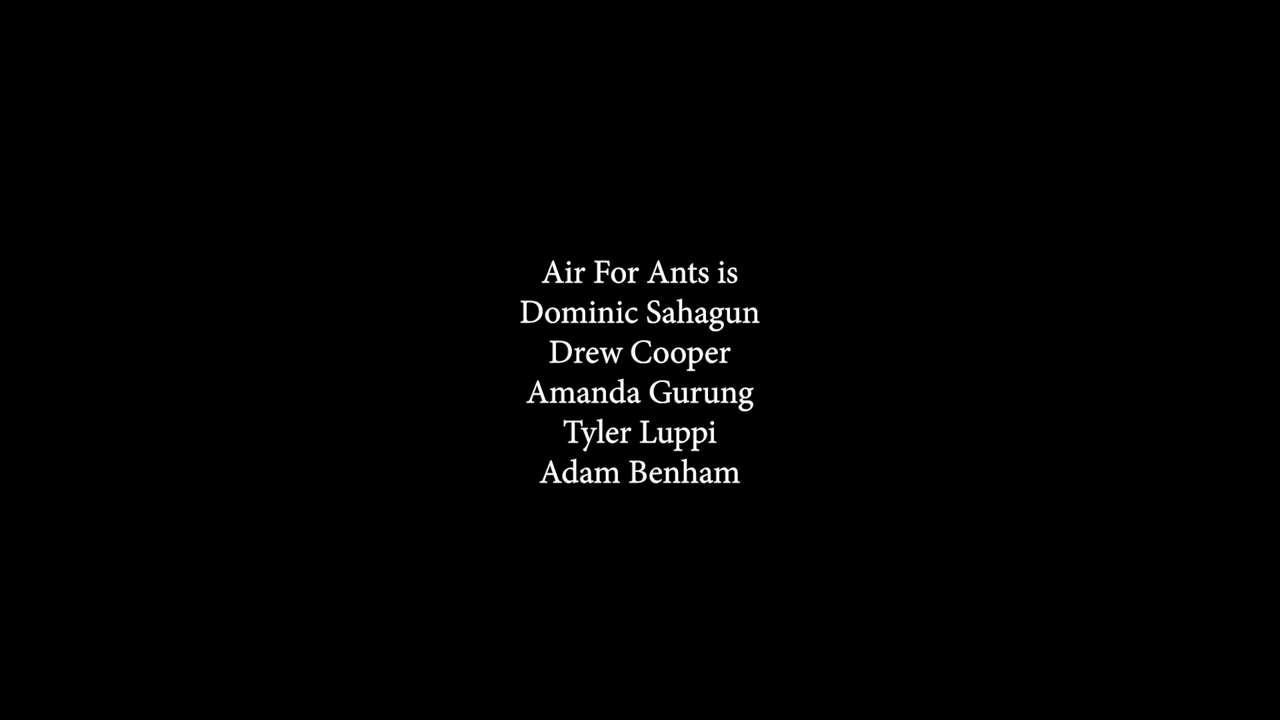 Air For Ants is
Dominic Sahagun
Drew Cooper
Amanda Gurung
Tyler Luppi
Adam Benham